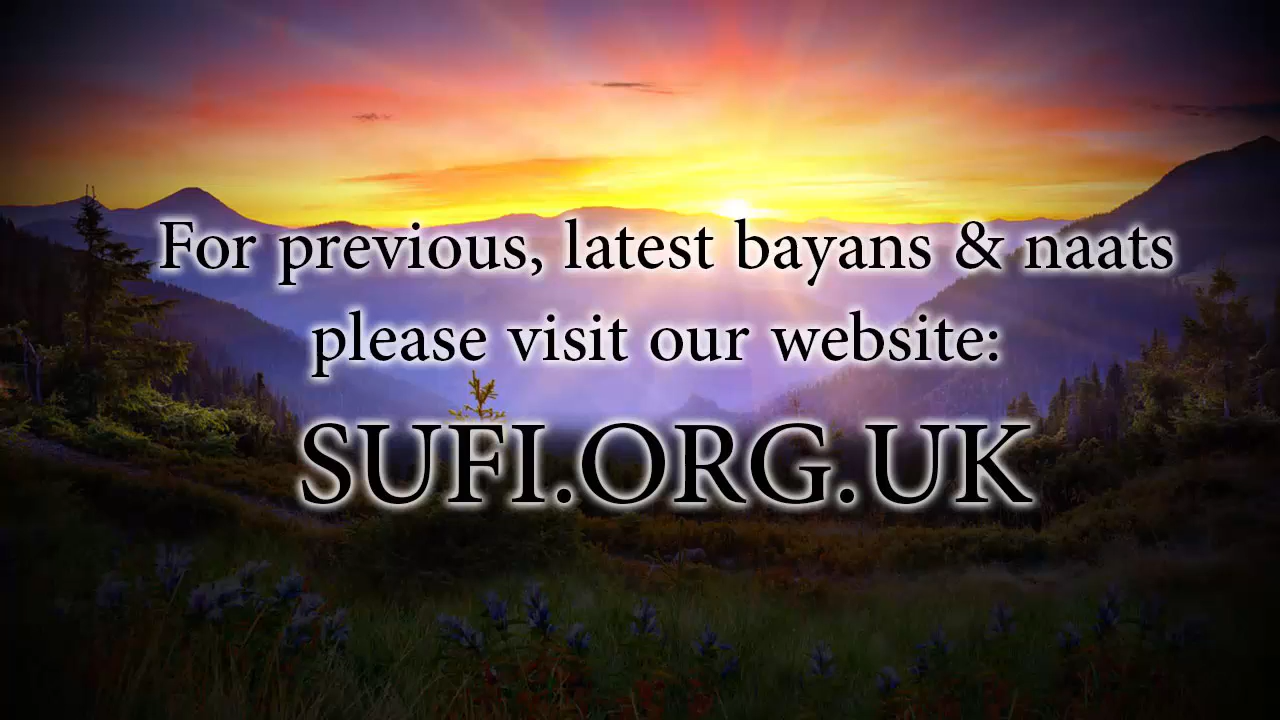 For previous, latest bayans & naats
please visit our website:
SUFI.ORG.UK